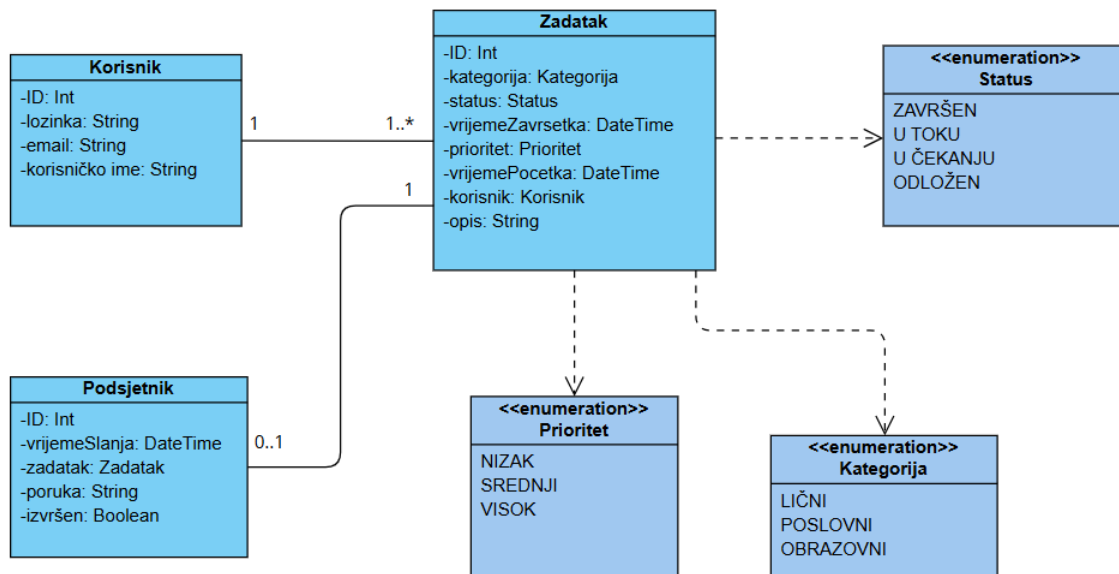 Korisnik
-ID: Int
-lozinka: String
-email: String
-korisničko ime: String
1
1..*
Zadatak
-ID: Int
-kategorija: Kategorija
-status: Status
-vrijemeZavrsetka: DateTime
-prioritet: Prioritet
-vrijemePocetka: DateTime
-korisnik: Korisnik
-opis: String
1
<<enumeration>>
Status
ZAVRŠEN
U TOKU
U ČEKANJU
ODLOŽEN
Podsjetnik
-ID: Int
-vrijemeSlanja: DateTime
-zadatak: Zadatak
-poruka: String
-izvršen: Boolean
0..1
<<enumeration>>
Prioritet
NIZAK
SREDNJI
VISOK
<<enumeration>>
Kategorija
LIČNI
POSLOVNI
OBRAZOVNI